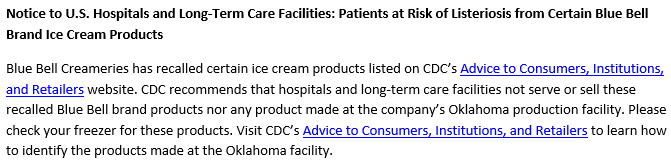 Notice to U.S. Hospitals and Long-Term Care Facilities: Patients at Risk of Listeriosis from Certain Blue Bell
Brand Ice Cream Products
Blue Bell Creameries has recalled certain ice cream products listed on CDC’s Advice to Consumers, Institutions,
and Retailers website. CDC recommends that hospitals and long-term care facilities not serve or sell these
recalled Blue Bell brand products nor any product made at the company’s Oklahoma production facility. Please
check your freezer for these products. Visit CDC’s Advice to Consumers, Institutions, and Retailers to learn how
to identify the products made at the Oklahoma facility.